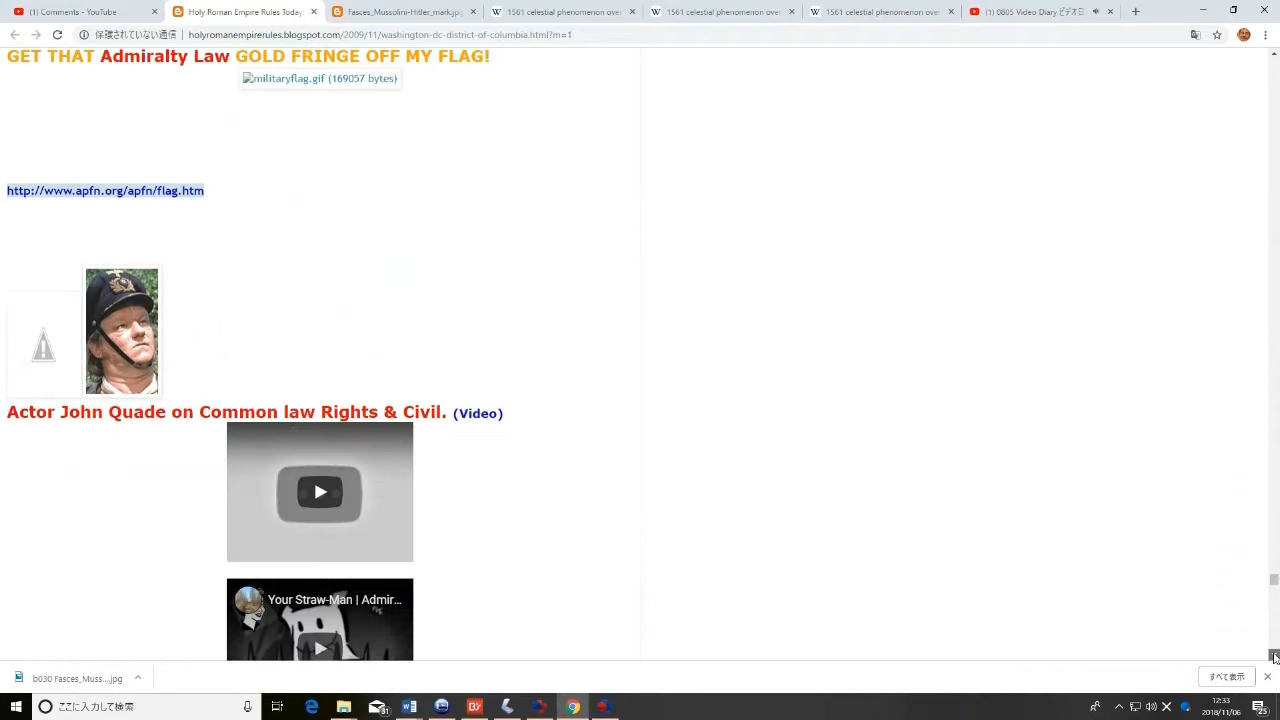 (1) YouTube Comments
1561 celestial Today
Fasces_Mussolini-Hitler_mark.jpg
1561 celestial phenomenon over
1561 celestial phenomenon over
1561 celestial phenomenon over
(1) 0805 Video Diary ビデオ日
保護されていない通信
holyromanempierules.blogspot.com/2009/11/washington-dc-district-of-columbia.html?m=1
GET THAT Admiralty Law GOLD FRINGE OFF MY FLAG!
militaryflag.gif (169057 bytes)
http://www.apfn.org/apfn/flag.htm
Actor John Quade on Common law Rights & Civil. (Video)
Your Straw-Man | Admir...
b030 Fasces_Muss....jpg
すべて表示
ここに入力して検索
31
12:33
2018/11/06